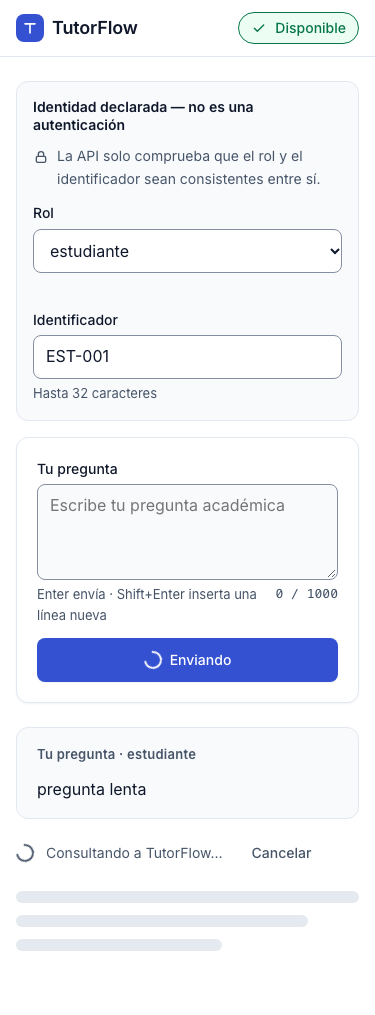 TutorFlow
Disponible
Identidad declarada — no es una
autenticación
La API solo comprueba que el rol y el
identificador sean consistentes entre sí.
Rol
estudiante
Identificador
EST-001
Hasta 32 caracteres
Tu pregunta
Escribe tu pregunta académica
Enter envía · Shift+Enter inserta una
línea nueva
0 / 1000
Enviando
Tu pregunta · estudiante
pregunta lenta
Consultando a TutorFlow...
Cancelar